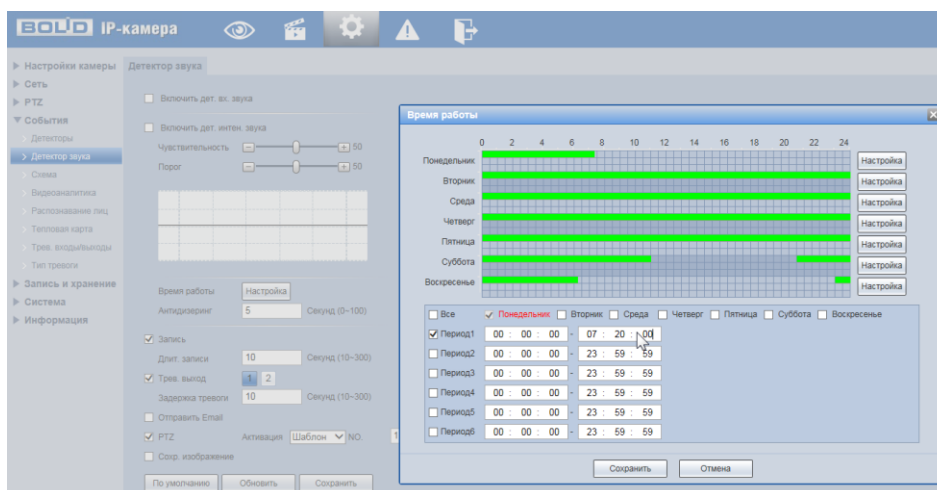 BOLID IP-камера
Настройки камеры
Сеть
PTZ
События
Детекторы
Детектор звука
Схема
Видеоаналитика
Распознавание лиц
Тепловая карта
Трев. входы/выходы
Тип тревоги
Запись и хранение
Система
Информация
Детектор звука
Включить дет. вх. звука
Включить дет. интен. звука
Чувствительность 50
Порог 50
Время работы Настройка
Антидизеринг 5 Секунд (0~100)
Запись
Длит. записи 10 Секунд (10~300)
Трев. выход 1 2
Задержка тревоги 10 Секунд (10~300)
Отправить Email
PTZ Активация Шаблон NO. 1
Сохр. изображение
По умолчанию Обновить Сохранить
Время работы
0 2 4 6 8 10 12 14 16 18 20 22 24
Понедельник Настройка
Вторник Настройка
Среда Настройка
Четверг Настройка
Пятница Настройка
Суббота Настройка
Воскресенье Настройка
Все Понедельник Вторник Среда Четверг Пятница Суббота Воскресенье
Период1 00 : 00 : 00 - 07 : 20 : 00
Период2 00 : 00 : 00 - 23 : 59 : 59
Период3 00 : 00 : 00 - 23 : 59 : 59
Период4 00 : 00 : 00 - 23 : 59 : 59
Период5 00 : 00 : 00 - 23 : 59 : 59
Период6 00 : 00 : 00 - 23 : 59 : 59
Сохранить Отмена